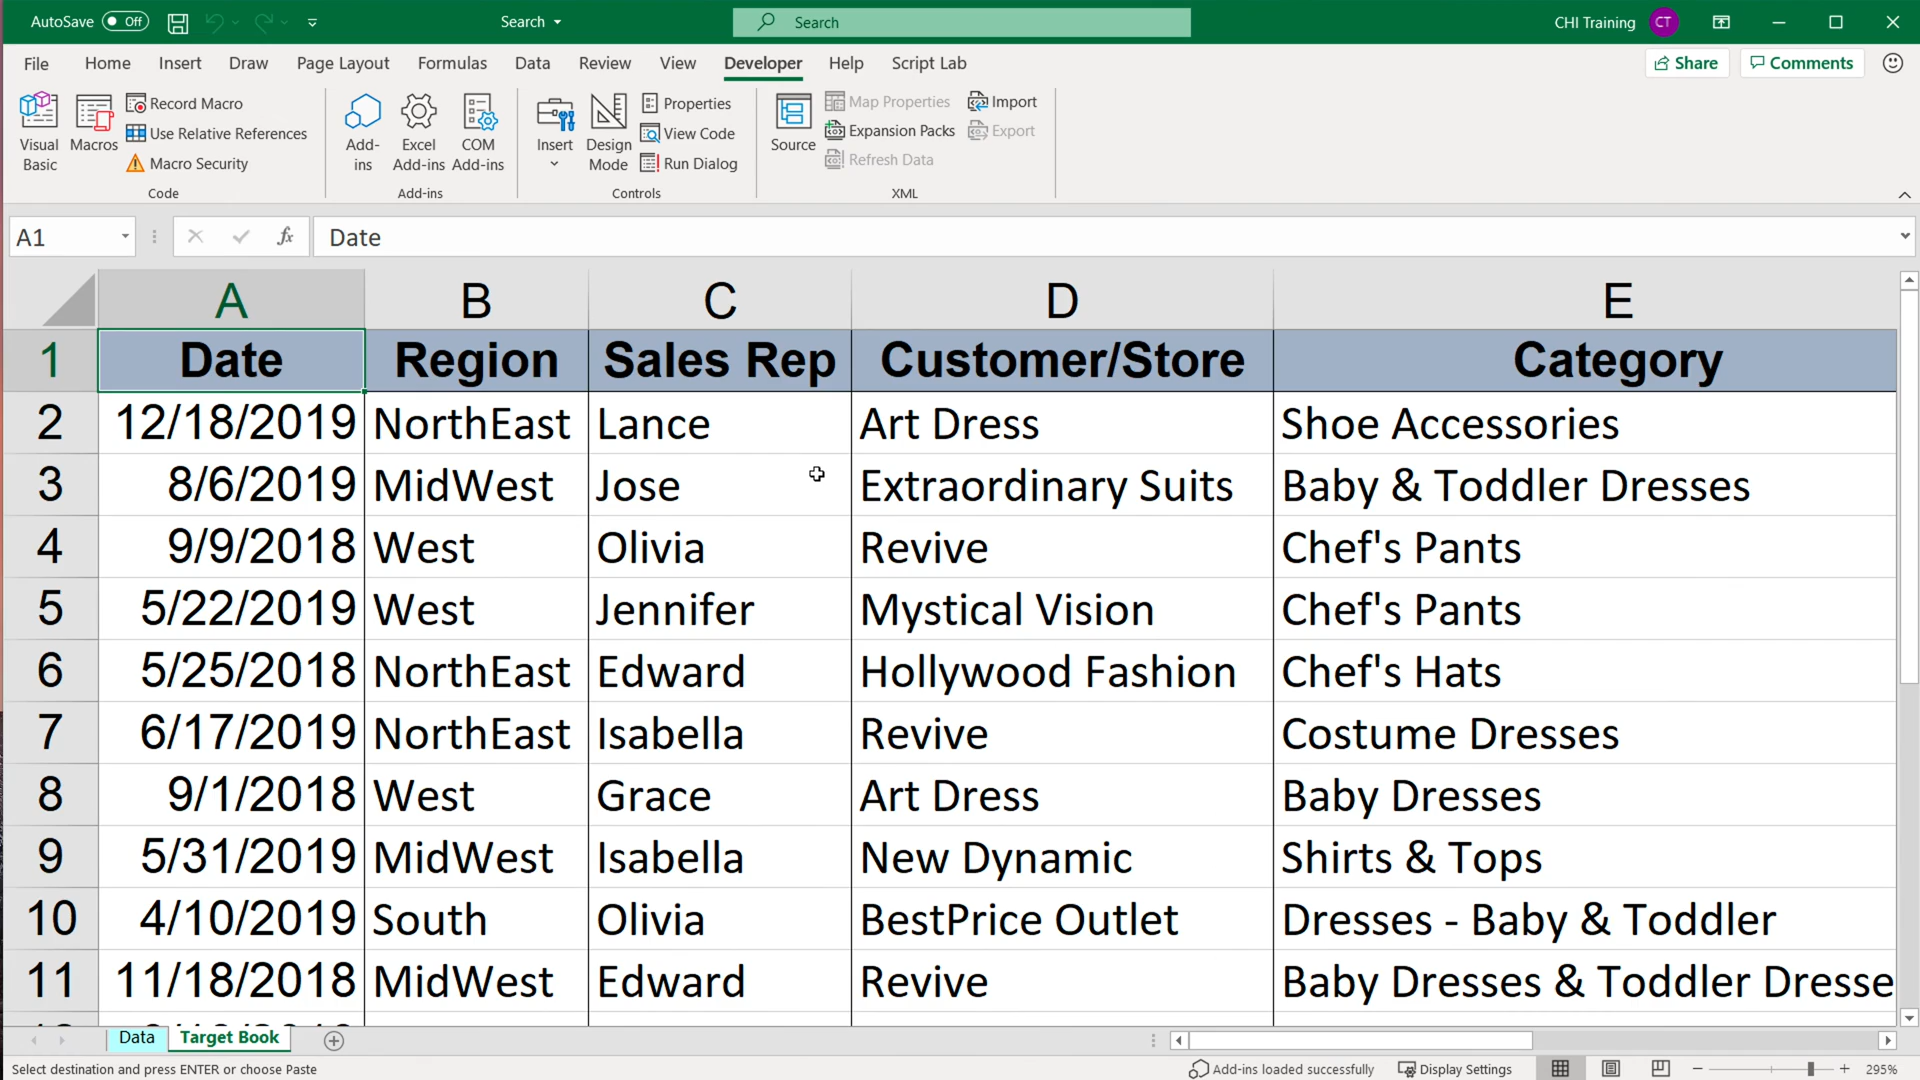 AutoSave Off Search Search CHI Training CT
File Home Insert Draw Page Layout Formulas Data Review View Developer Help Script Lab Share Comments
Visual Basic
Macros
Record Macro
Use Relative References
Macro Security
Code
Add-ins
Excel Add-ins
COM Add-ins
Add-ins
Insert
Design Mode
Properties
View Code
Run Dialog
Controls
Source
Map Properties
Expansion Packs
Refresh Data
Import
Export
XML
A1 fx Date
A B C D E
1 Date Region Sales Rep Customer/Store Category
2 12/18/2019 NorthEast Lance Art Dress Shoe Accessories
3 8/6/2019 MidWest Jose Extraordinary Suits Baby & Toddler Dresses
4 9/9/2018 West Olivia Revive Chef's Pants
5 5/22/2019 West Jennifer Mystical Vision Chef's Pants
6 5/25/2018 NorthEast Edward Hollywood Fashion Chef's Hats
7 6/17/2019 NorthEast Isabella Revive Costume Dresses
8 9/1/2018 West Grace Art Dress Baby Dresses
9 5/31/2019 MidWest Isabella New Dynamic Shirts & Tops
10 4/10/2019 South Olivia BestPrice Outlet Dresses - Baby & Toddler
11 11/18/2018 MidWest Edward Revive Baby Dresses & Toddler Dresse
Data Target Book
Select destination and press ENTER or choose Paste Add-ins loaded successfully Display Settings 295%